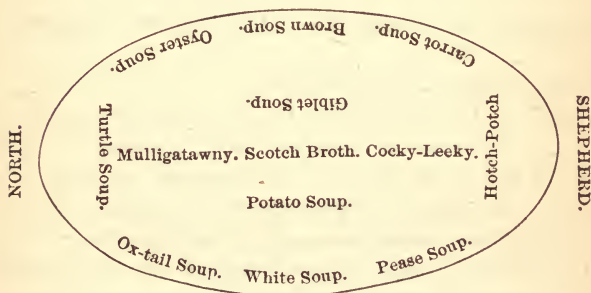 Oyster Soup. Brown Soup. Carrot Soup.
Giblet Soup.
NORTH.
Turtle Soup.
Mulligatawny. Scotch Broth. Cocky-Leeky.
Hotch-Potch
SHEPHERD.
Potato Soup.
Ox-tail Soup. White Soup. Pease Soup.